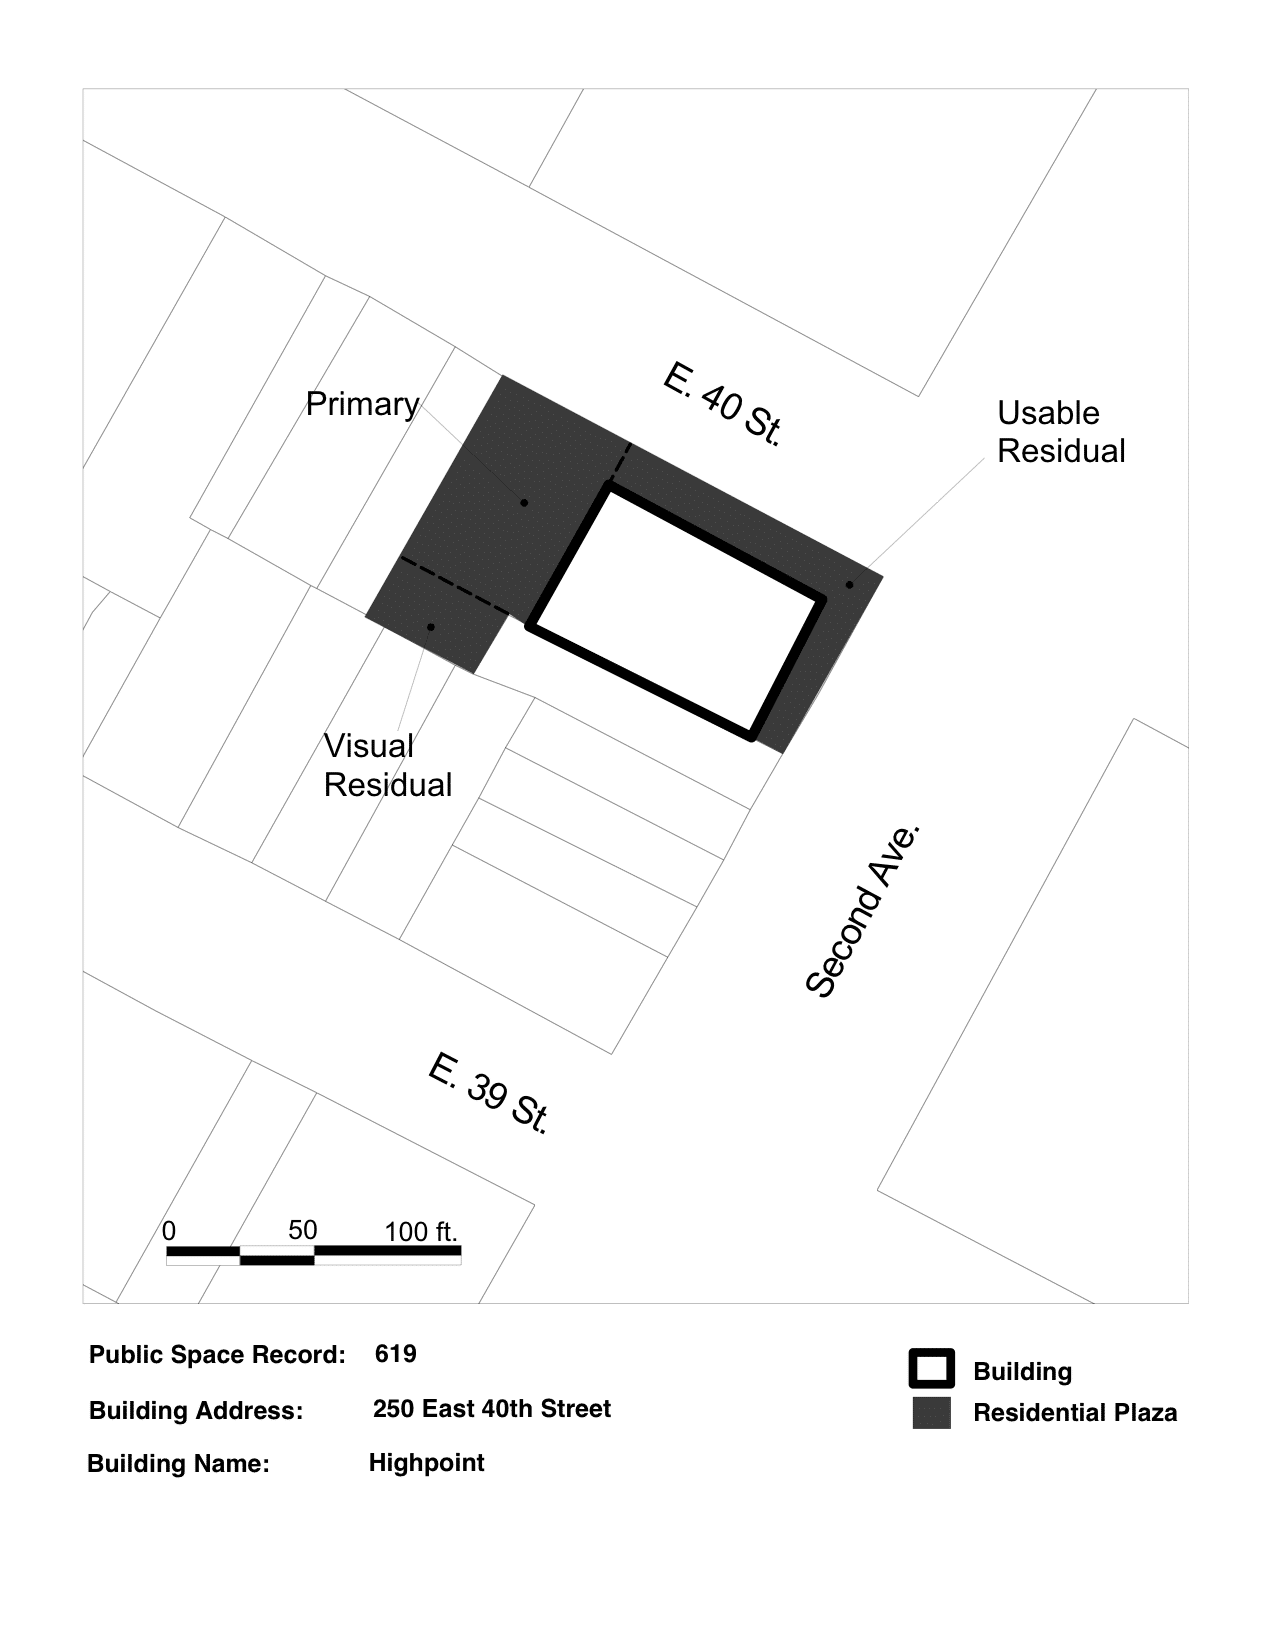 E. 40 St.
Primary
Usable
Residual
Visual
Residual
Second Ave.
E. 39 St.
0 50 100 ft.
Public Space Record: 619
Building Address: 250 East 40th Street
Building Name: Highpoint
Building
Residential Plaza